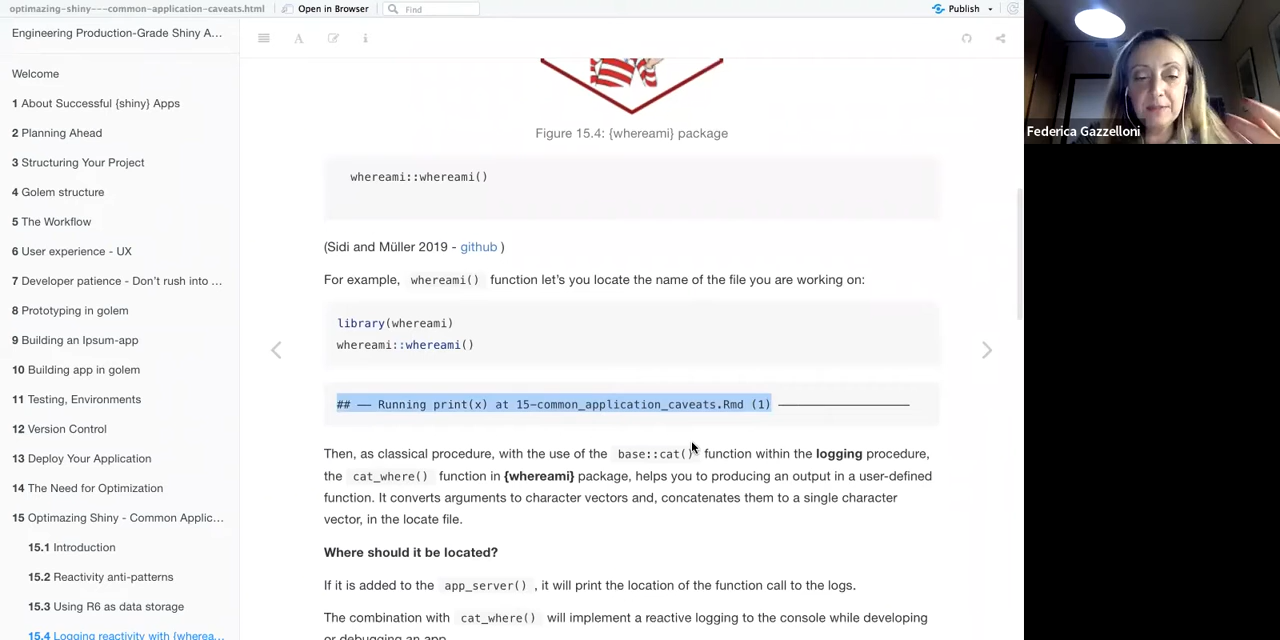 optimazing-shiny---common-application-caveats.html
Open in Browser
Find
Publish
Engineering Production-Grade Shiny A...
Welcome
1 About Successful {shiny} Apps
2 Planning Ahead
3 Structuring Your Project
4 Golem structure
5 The Workflow
6 User experience - UX
7 Developer patience - Don't rush into ...
8 Prototyping in golem
9 Building an Ipsum-app
10 Building app in golem
11 Testing, Environments
12 Version Control
13 Deploy Your Application
14 The Need for Optimization
15 Optimazing Shiny - Common Applic...
15.1 Introduction
15.2 Reactivity anti-patterns
15.3 Using R6 as data storage
15.4 Logging reactivity with {wherea...
Figure 15.4: {whereami} package
whereami::whereami()
(Sidi and Müller 2019 - github )
For example, whereami() function let's you locate the name of the file you are working on:
library(whereami)
whereami::whereami()
## —— Running print(x) at 15-common_application_caveats.Rmd (1) ——————————
Then, as classical procedure, with the use of the base::cat() function within the logging procedure,
the cat_where() function in {whereami} package, helps you to producing an output in a user-defined
function. It converts arguments to character vectors and, concatenates them to a single character
vector, in the locate file.
Where should it be located?
If it is added to the app_server() , it will print the location of the function call to the logs.
The combination with cat_where() will implement a reactive logging to the console while developing
or debugging an app.
Federica Gazzelloni